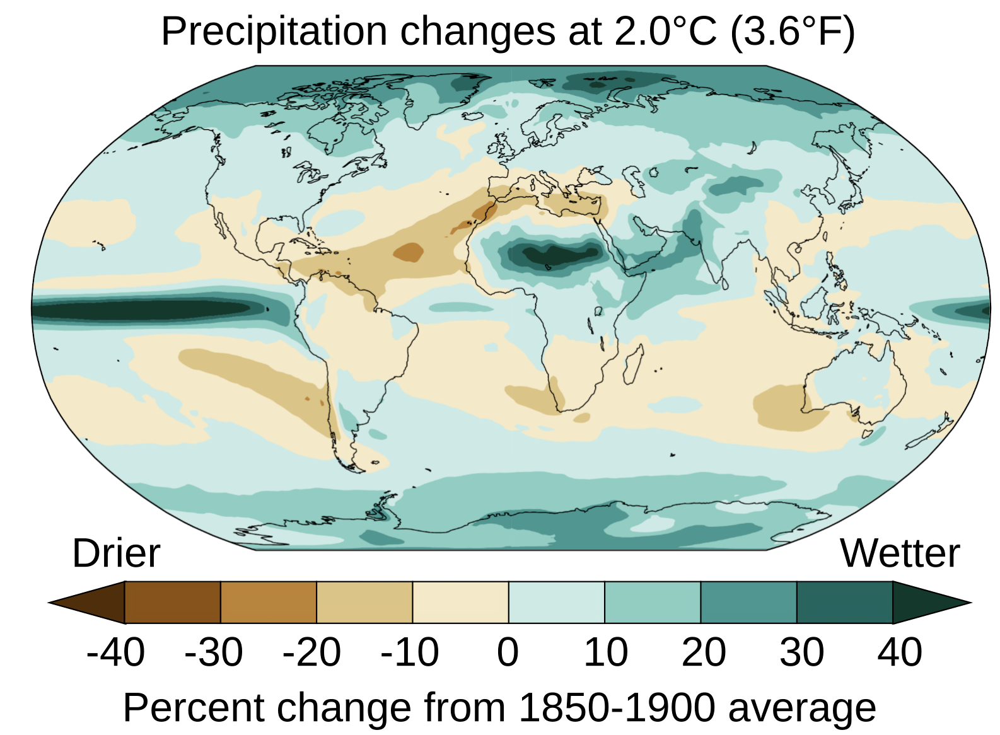 Precipitation changes at 2.0°C (3.6°F)
Drier
Wetter
-40 -30 -20 -10 0 10 20 30 40
Percent change from 1850-1900 average